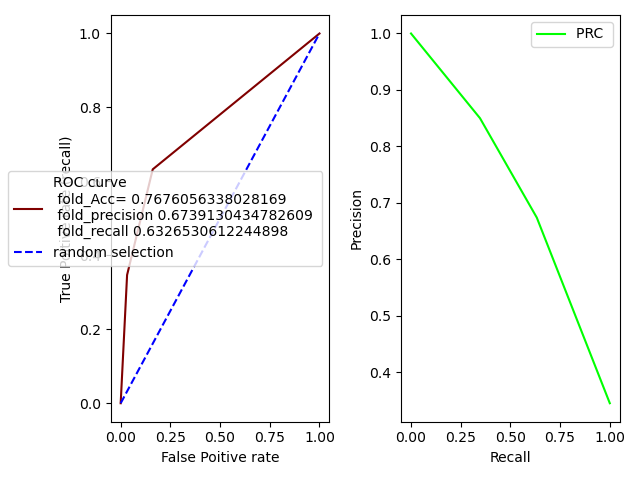 1.0
0.8
0.2
0.0
ROC curve
fold_Acc= 0.7676056338028169
fold_precision 0.6739130434782609
fold_recall 0.6326530612244898
random selection
0.00 0.25 0.50 0.75 1.00
False Poitive rate
PRC
1.0
0.9
0.8
0.7
0.6
0.5
0.4
Precision
0.00 0.25 0.50 0.75 1.00
Recall